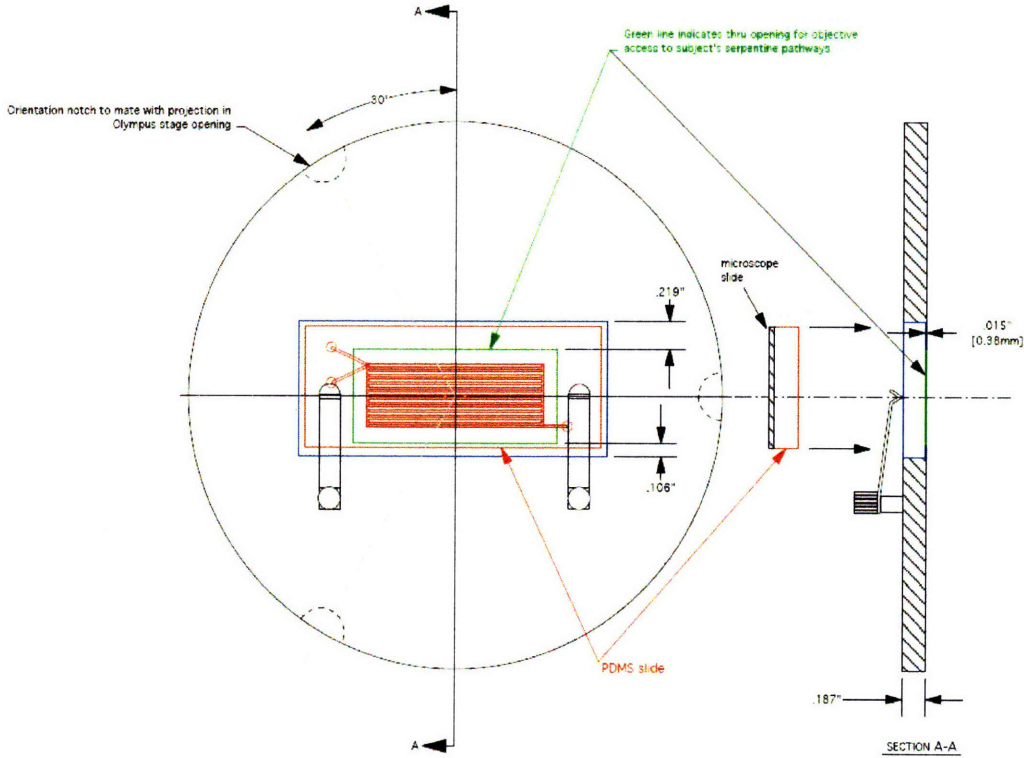 A
Green line indicates thru opening for objective
access to subject's serpentine pathways
30°
Orientation notch to mate with projection in
Olympus stage opening
microscope
slide
.219"
.015"
[0.38mm]
.106"
PDMS slide
.187"
A
SECTION A-A